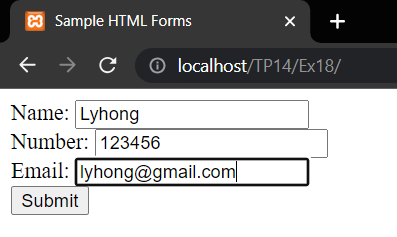 Sample HTML Forms
localhost/TP14/Ex18/
Name: Lyhong
Number: 123456
Email: lyhong@gmail.com
Submit